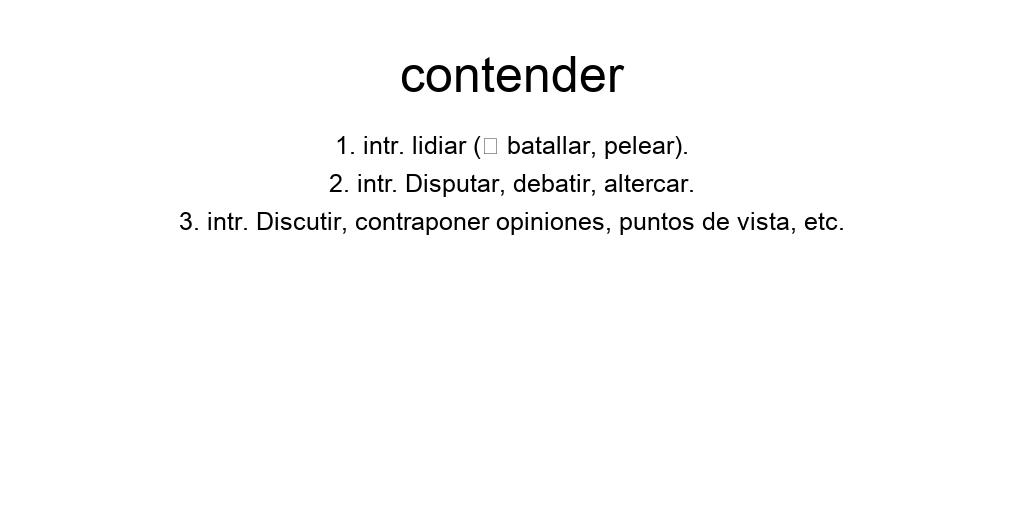 contender
1. intr. lidiar (□ batallar, pelear).
2. intr. Disputar, debatir, altercar.
3. intr. Discutir, contraponer opiniones, puntos de vista, etc.